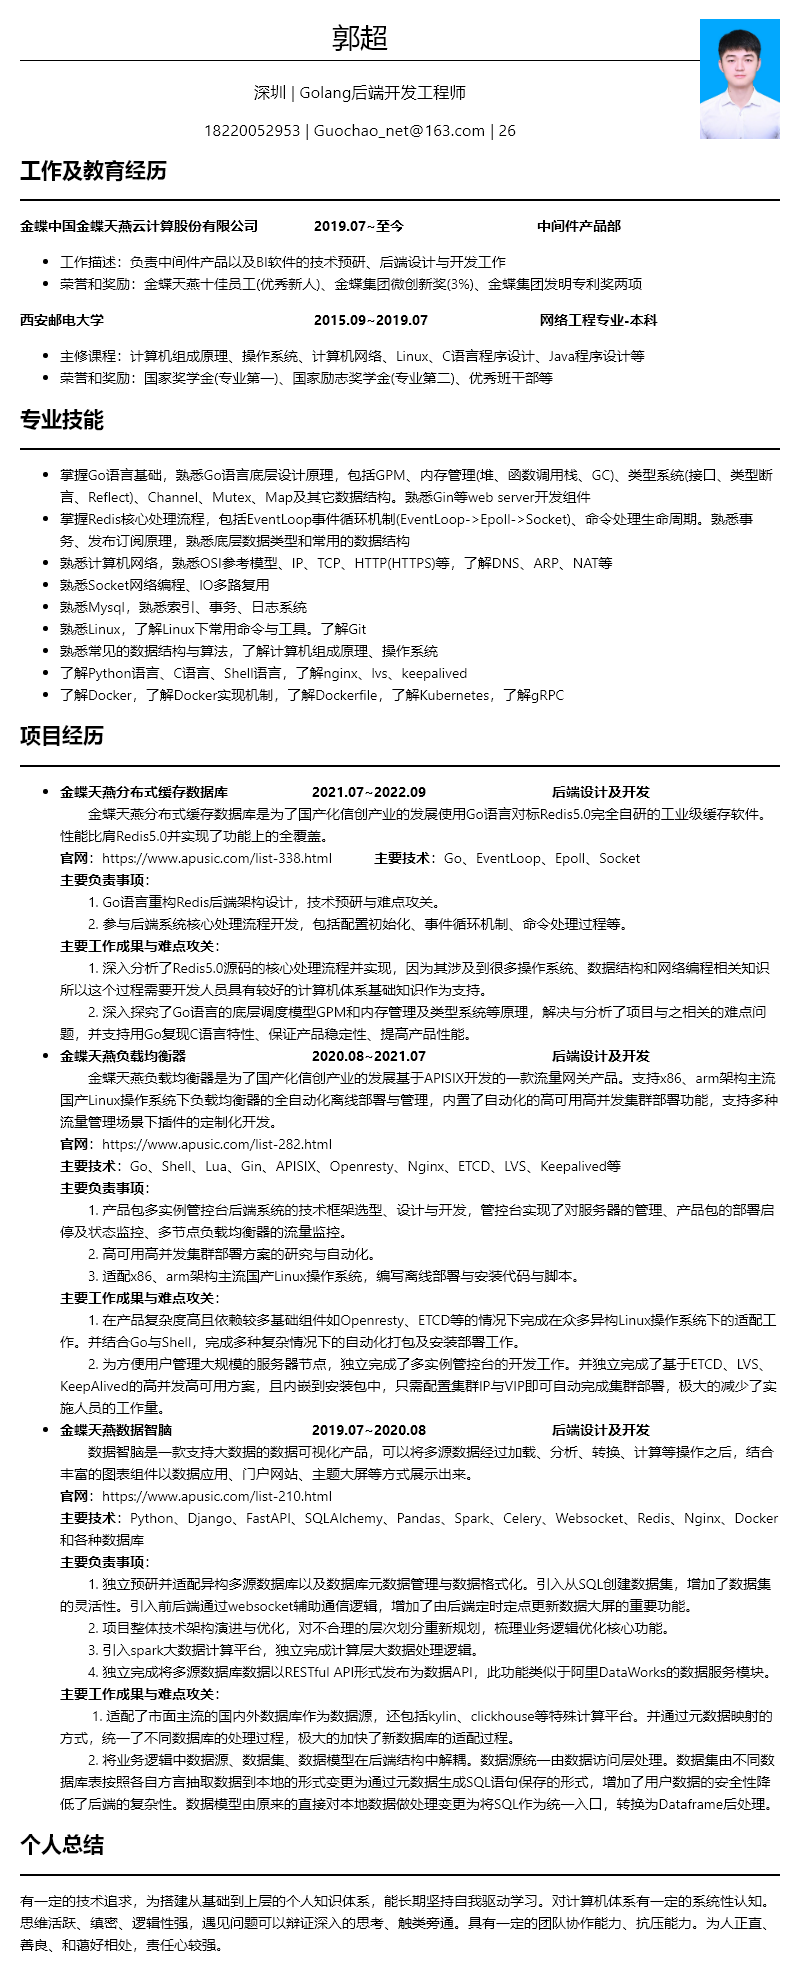 郭超
深圳 | Golang后端开发工程师
18220052953 | Guochao_net@163.com | 26
工作及教育经历
金蝶中国金蝶天燕云计算股份有限公司 2019.07~至今 中间件产品部
工作描述：负责中间件产品以及BI软件的技术预研、后端设计与开发工作
荣誉和奖励：金蝶天燕十佳员工(优秀新人)、金蝶集团微创新奖(3%)、金蝶集团发明专利奖两项
西安邮电大学 2015.09~2019.07 网络工程专业-本科
主修课程：计算机组成原理、操作系统、计算机网络、Linux、C语言程序设计、Java程序设计等
荣誉和奖励：国家奖学金(专业第一)、国家励志奖学金(专业第二)、优秀班干部等
专业技能
掌握Go语言基础，熟悉Go语言底层设计原理，包括GPM、内存管理(堆、函数调用栈、GC)、类型系统(接口、类型断
言、Reflect)、Channel、Mutex、Map及其它数据结构。熟悉Gin等web server开发组件
掌握Redis核心处理流程，包括EventLoop事件循环机制(EventLoop->Epoll->Socket)、命令处理生命周期。熟悉事
务、发布订阅原理，熟悉底层数据类型和常用的数据结构
熟悉计算机网络，熟悉OSI参考模型、IP、TCP、HTTP(HTTPS)等，了解DNS、ARP、NAT等
熟悉Socket网络编程、IO多路复用
熟悉Mysql，熟悉索引、事务、日志系统
熟悉Linux，了解Linux下常用命令与工具。了解Git
熟悉常见的数据结构与算法，了解计算机组成原理、操作系统
了解Python语言、C语言、Shell语言，了解nginx、lvs、keepalived
了解Docker，了解Docker实现机制，了解Dockerfile，了解Kubernetes，了解gRPC
项目经历
金蝶天燕分布式缓存数据库 2021.07~2022.09 后端设计及开发
金蝶天燕分布式缓存数据库是为了国产化信创产业的发展使用Go语言对标Redis5.0完全自研的工业级缓存软件。
性能比肩Redis5.0并实现了功能上的全覆盖。
官网：https://www.apusic.com/list-338.html 主要技术：Go、EventLoop、Epoll、Socket
主要负责事项：
1. Go语言重构Redis后端架构设计，技术预研与难点攻关。
2. 参与后端系统核心处理流程开发，包括配置初始化、事件循环机制、命令处理过程等。
主要工作成果与难点攻关：
1. 深入分析了Redis5.0源码的核心处理流程并实现，因为其涉及到很多操作系统、数据结构和网络编程相关知识
所以这个过程需要开发人员具有较好的计算机体系基础知识作为支持。
2. 深入探究了Go语言的底层调度模型GPM和内存管理及类型系统等原理，解决与分析了项目与之相关的难点问
题，并支持用Go复现C语言特性、保证产品稳定性、提高产品性能。
金蝶天燕负载均衡器 2020.08~2021.07 后端设计及开发
金蝶天燕负载均衡器是为了国产化信创产业的发展基于APISIX开发的一款流量网关产品。支持x86、arm架构主流
国产Linux操作系统下负载均衡器的全自动化离线部署与管理，内置了自动化的高可用高并发集群部署功能，支持多种
流量管理场景下插件的定制化开发。
官网：https://www.apusic.com/list-282.html
主要技术：Go、Shell、Lua、Gin、APISIX、Openresty、Nginx、ETCD、LVS、Keepalived等
主要负责事项：
1. 产品包多实例管控台后端系统的技术框架选型、设计与开发，管控台实现了对服务器的管理、产品包的部署启
停及状态监控、多节点负载均衡器的流量监控。
2. 高可用高并发集群部署方案的研究与自动化。
3. 适配x86、arm架构主流国产Linux操作系统，编写离线部署与安装代码与脚本。
主要工作成果与难点攻关：
1. 在产品复杂度高且依赖较多基础组件如Openresty、ETCD等的情况下完成在众多异构Linux操作系统下的适配工
作。并结合Go与Shell，完成多种复杂情况下的自动化打包及安装部署工作。
2. 为方便用户管理大规模的服务器节点，独立完成了多实例管控台的开发工作。并独立完成了基于ETCD、LVS、
KeepAlived的高并发高可用方案，且内嵌到安装包中，只需配置集群IP与VIP即可自动完成集群部署，极大的减少了实
施人员的工作量。
金蝶天燕数据智脑 2019.07~2020.08 后端设计及开发
数据智脑是一款支持大数据的数据可视化产品，可以将多源数据经过加载、分析、转换、计算等操作之后，结合
丰富的图表组件以数据应用、门户网站、主题大屏等方式展示出来。
官网：https://www.apusic.com/list-210.html
主要技术：Python、Django、FastAPI、SQLAlchemy、Pandas、Spark、Celery、Websocket、Redis、Nginx、Docker
和各种数据库
主要负责事项：
1. 独立预研并适配异构多源数据库以及数据库元数据管理与数据格式化。引入从SQL创建数据集，增加了数据集
的灵活性。引入前后端通过websocket辅助通信逻辑，增加了由后端定时定点更新数据大屏的重要功能。
2. 项目整体技术架构演进与优化，对不合理的层次划分重新规划，梳理业务逻辑优化核心功能。
3. 引入spark大数据计算平台，独立完成计算层大数据处理逻辑。
4. 独立完成将多源数据库数据以RESTful API形式发布为数据API，此功能类似于阿里DataWorks的数据服务模块。
主要工作成果与难点攻关：
1. 适配了市面主流的国内外数据库作为数据源，还包括kylin、clickhouse等特殊计算平台。并通过元数据映射的
方式，统一了不同数据库的处理过程，极大的加快了新数据库的适配过程。
2. 将业务逻辑中数据源、数据集、数据模型在后端结构中解耦。数据源统一由数据访问层处理。数据集由不同数
据库表按照各自方言抽取数据到本地的形式变更为通过元数据生成SQL语句保存的形式，增加了用户数据的安全性降
低了后端的复杂性。数据模型由原来的直接对本地数据做处理变更为将SQL作为统一入口，转换为Dataframe后处理。
个人总结
有一定的技术追求，为搭建从基础到上层的个人知识体系，能长期坚持自我驱动学习。对计算机体系有一定的系统性认知。
思维活跃、缜密、逻辑性强，遇见问题可以辩证深入的思考、触类旁通。具有一定的团队协作能力、抗压能力。为人正直、
善良、和蔼好相处，责任心较强。